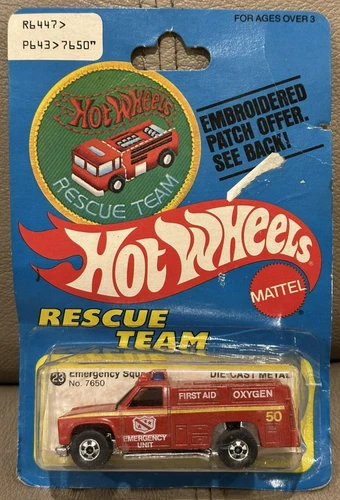 R6447>
P643>7650"
FOR AGES OVER 3
Hot Wheels
RESCUE TEAM
EMBROIDERED
PATCH OFFER.
SEE BACK!
Hot Wheels
MATTEL
RESCUE
TEAM
23 Emergency DIE-CAST METAL
No. 7650
FIRST AID OXYGEN
50
EMERGENCY
UNIT